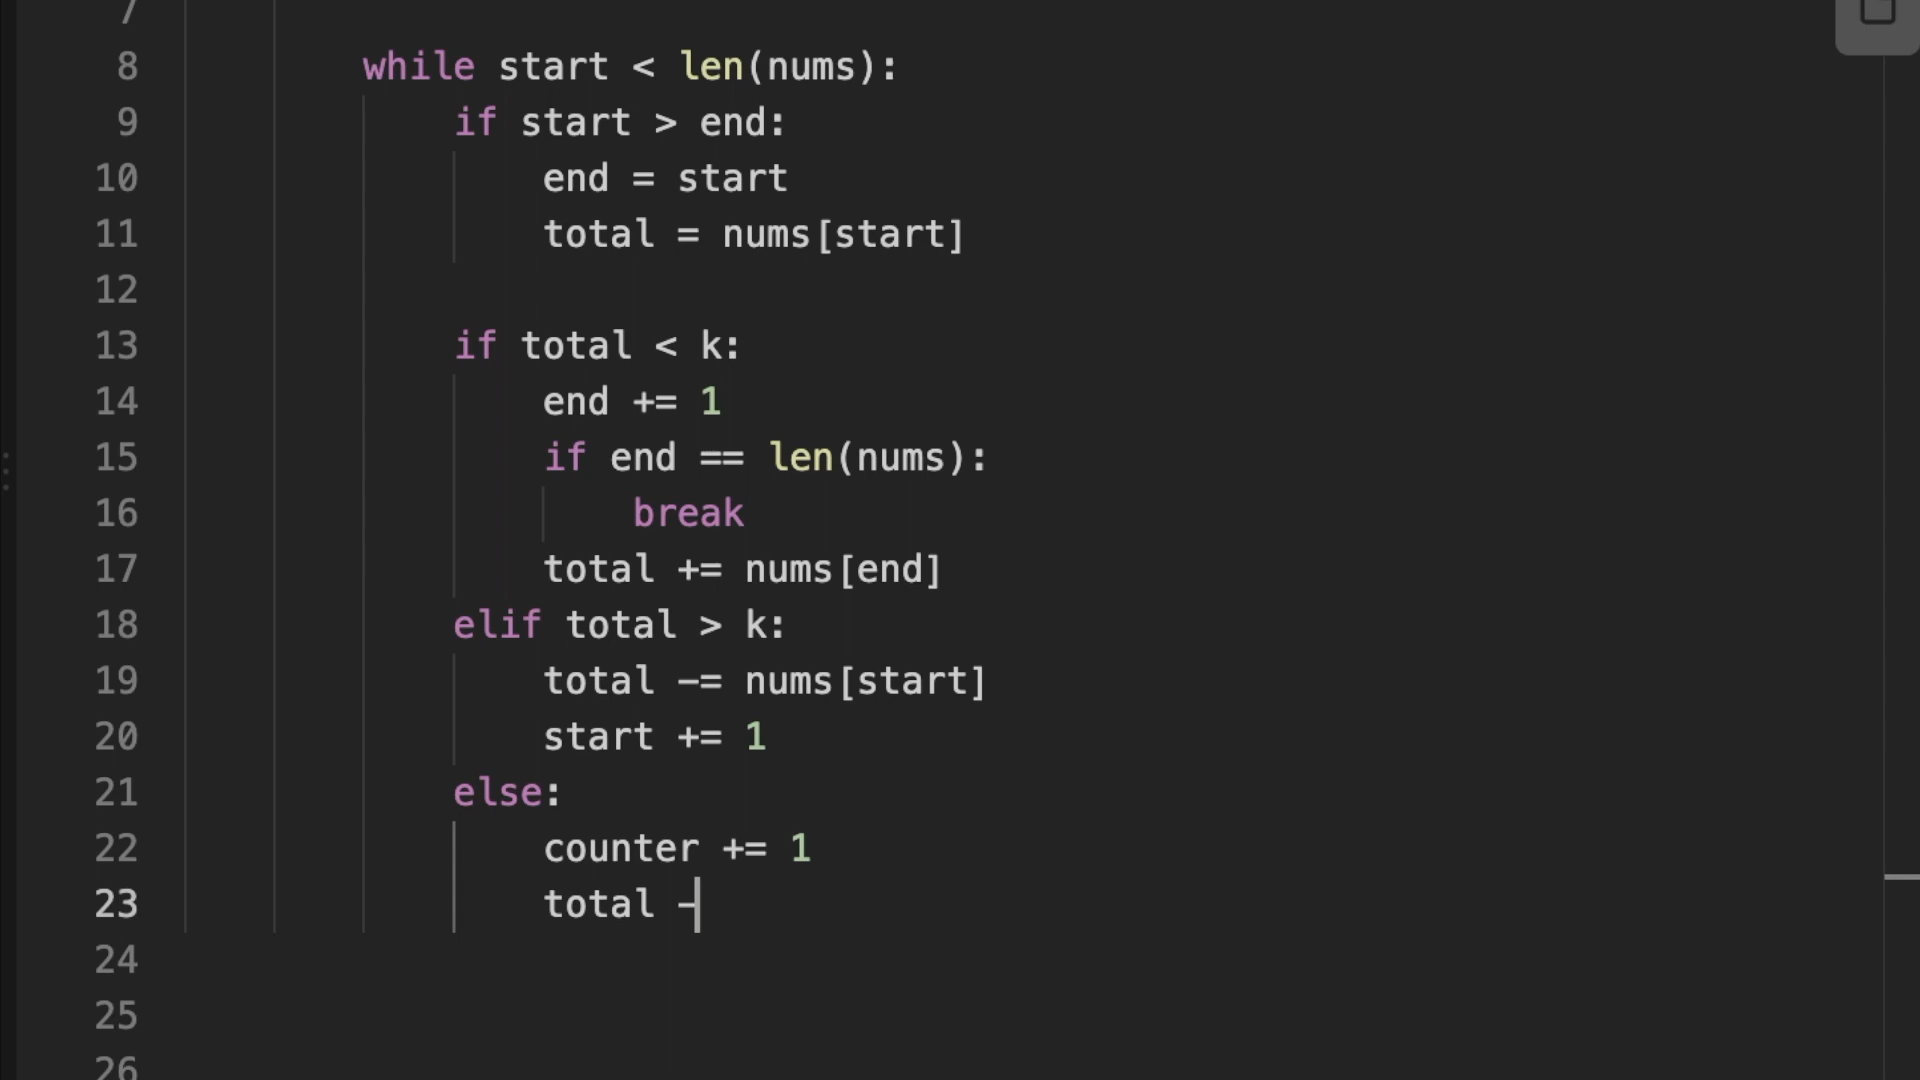 7
8 while start < len(nums):
9 if start > end:
10 end = start
11 total = nums[start]
12
13 if total < k:
14 end += 1
15 if end == len(nums):
16 break
17 total += nums[end]
18 elif total > k:
19 total -= nums[start]
20 start += 1
21 else:
22 counter += 1
23 total -
24
25
26